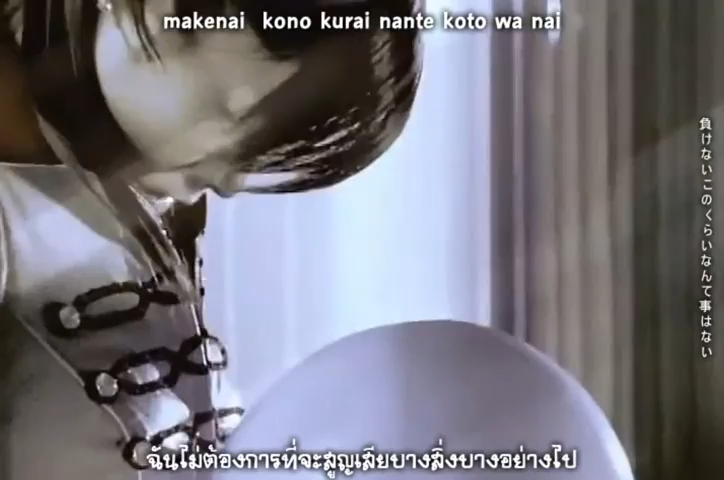 makenai kono kurai nante koto wa nai
負けないこのくらいなんて事はない
ฉันไม่ต้องการที่จะสูญเสียบางสิ่งบางอย่างไป